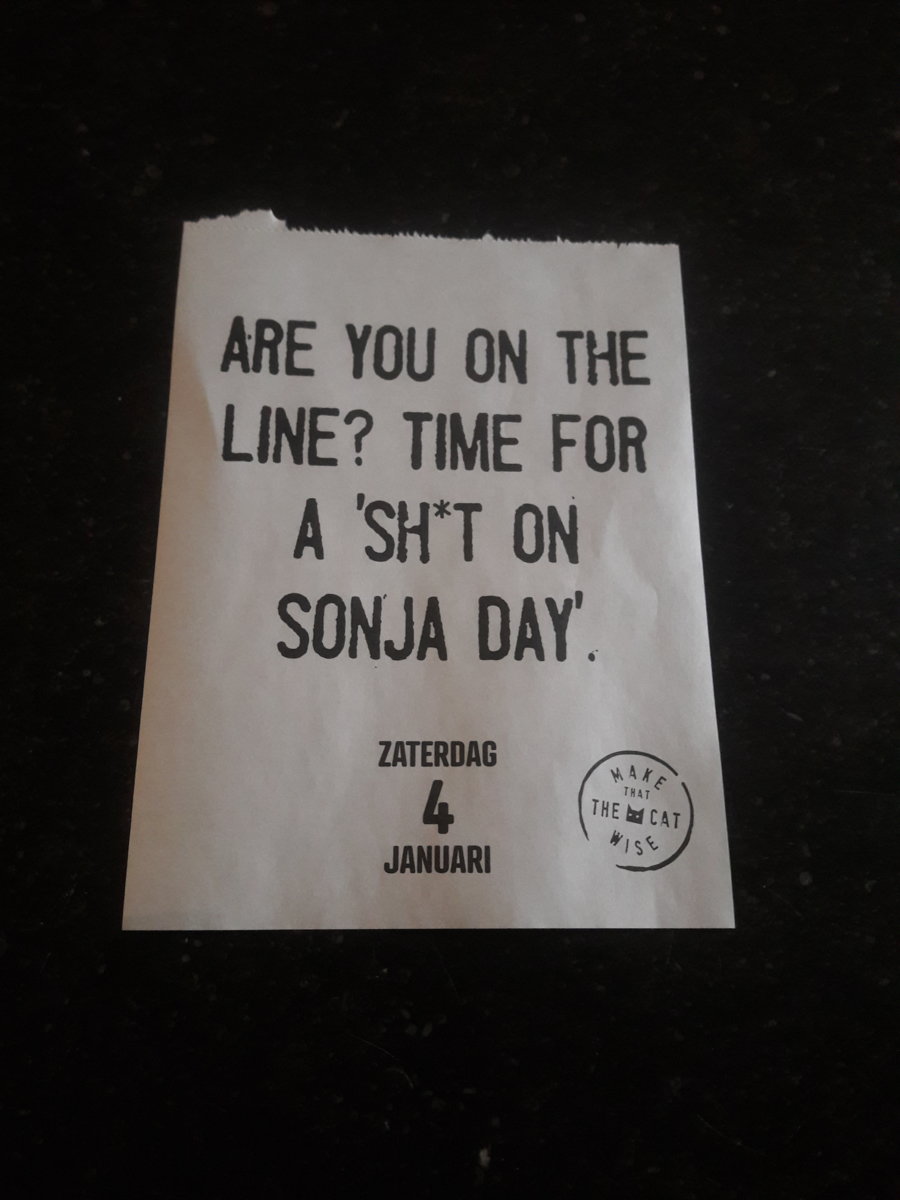 ARE YOU ON THE
LINE? TIME FOR
A 'SH*T ON
SONJA DAY'.
ZATERDAG
4
JANUARI
MAKE
THAT
THE CAT
WISE